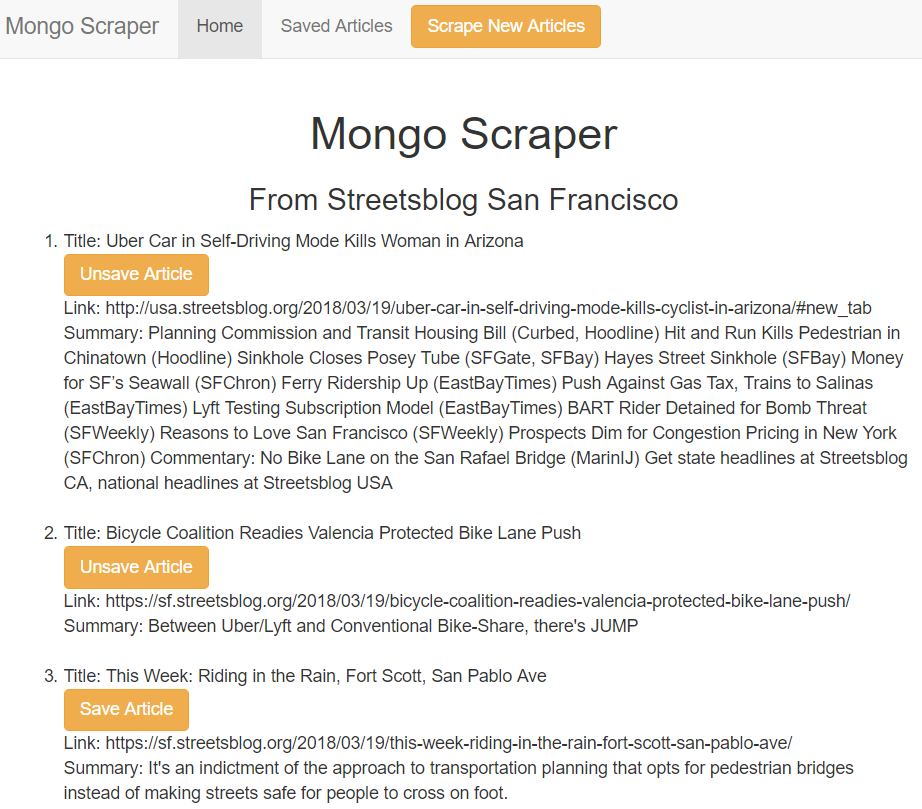 Mongo Scraper Home Saved Articles Scrape New Articles
Mongo Scraper
From Streetsblog San Francisco
1. Title: Uber Car in Self-Driving Mode Kills Woman in Arizona
Unsave Article
Link: http://usa.streetsblog.org/2018/03/19/uber-car-in-self-driving-mode-kills-cyclist-in-arizona/#new_tab
Summary: Planning Commission and Transit Housing Bill (Curbed, Hoodline) Hit and Run Kills Pedestrian in
Chinatown (Hoodline) Sinkhole Closes Posey Tube (SFGate, SFBay) Hayes Street Sinkhole (SFBay) Money
for SF’s Seawall (SFChron) Ferry Ridership Up (EastBayTimes) Push Against Gas Tax, Trains to Salinas
(EastBayTimes) Lyft Testing Subscription Model (EastBayTimes) BART Rider Detained for Bomb Threat
(SFWeekly) Reasons to Love San Francisco (SFWeekly) Prospects Dim for Congestion Pricing in New York
(SFChron) Commentary: No Bike Lane on the San Rafael Bridge (MarinIJ) Get state headlines at Streetsblog
CA, national headlines at Streetsblog USA
2. Title: Bicycle Coalition Readies Valencia Protected Bike Lane Push
Unsave Article
Link: https://sf.streetsblog.org/2018/03/19/bicycle-coalition-readies-valencia-protected-bike-lane-push/
Summary: Between Uber/Lyft and Conventional Bike-Share, there's JUMP
3. Title: This Week: Riding in the Rain, Fort Scott, San Pablo Ave
Save Article
Link: https://sf.streetsblog.org/2018/03/19/this-week-riding-in-the-rain-fort-scott-san-pablo-ave/
Summary: It's an indictment of the approach to transportation planning that opts for pedestrian bridges
instead of making streets safe for people to cross on foot.